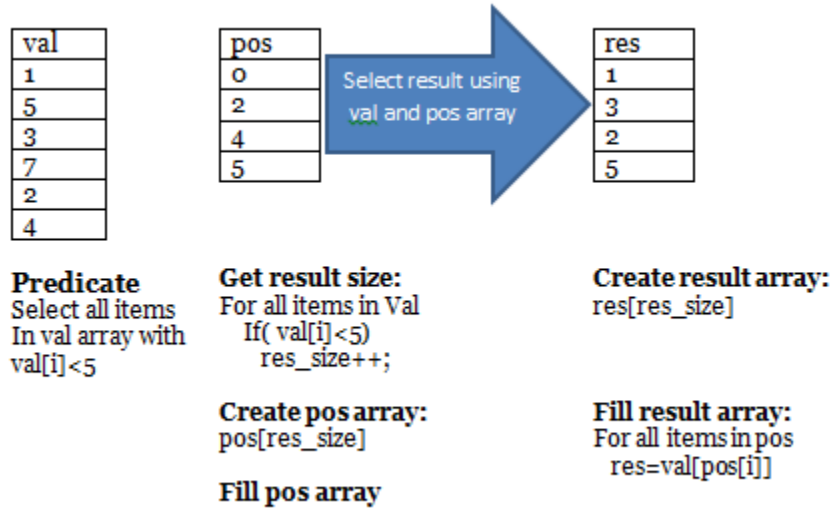 val
1
5
3
7
2
4
pos
0
2
4
5
Select result using
val and pos array
res
1
3
2
5
Predicate
Select all items
In val array with
val[i]<5
Get result size:
For all items in Val
If( val[i]<5)
res_size++;
Create pos array:
pos[res_size]
Fill pos array
Create result array:
res[res_size]
Fill result array:
For all items in pos
res=val[pos[i]]